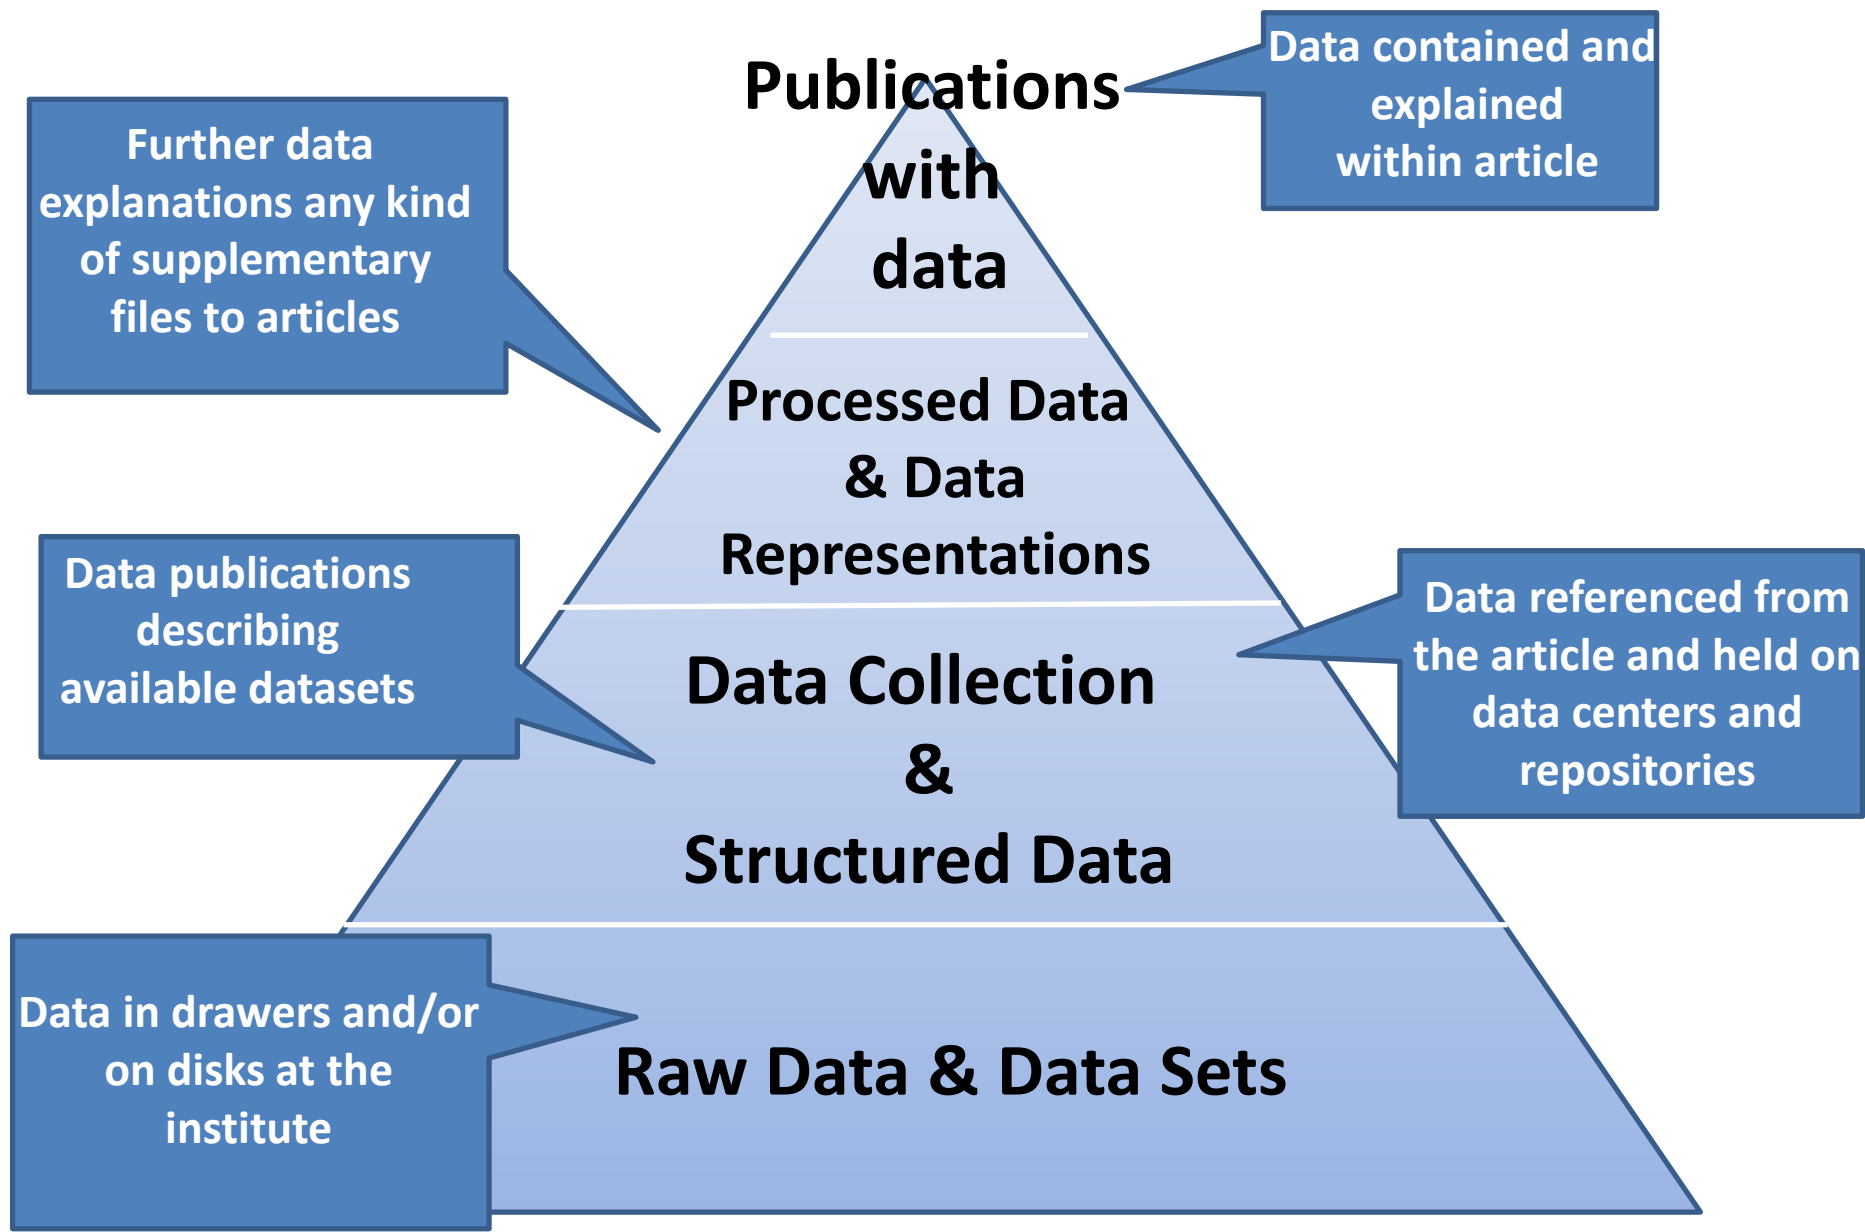 Publications
with
data
Data contained and
explained
within article
Further data
explanations any kind
of supplementary
files to articles
Processed Data
& Data
Representations
Data publications
describing
available datasets
Data Collection
&
Structured Data
Data referenced from
the article and held on
data centers and
repositories
Data in drawers and/or
on disks at the
institute
Raw Data & Data Sets